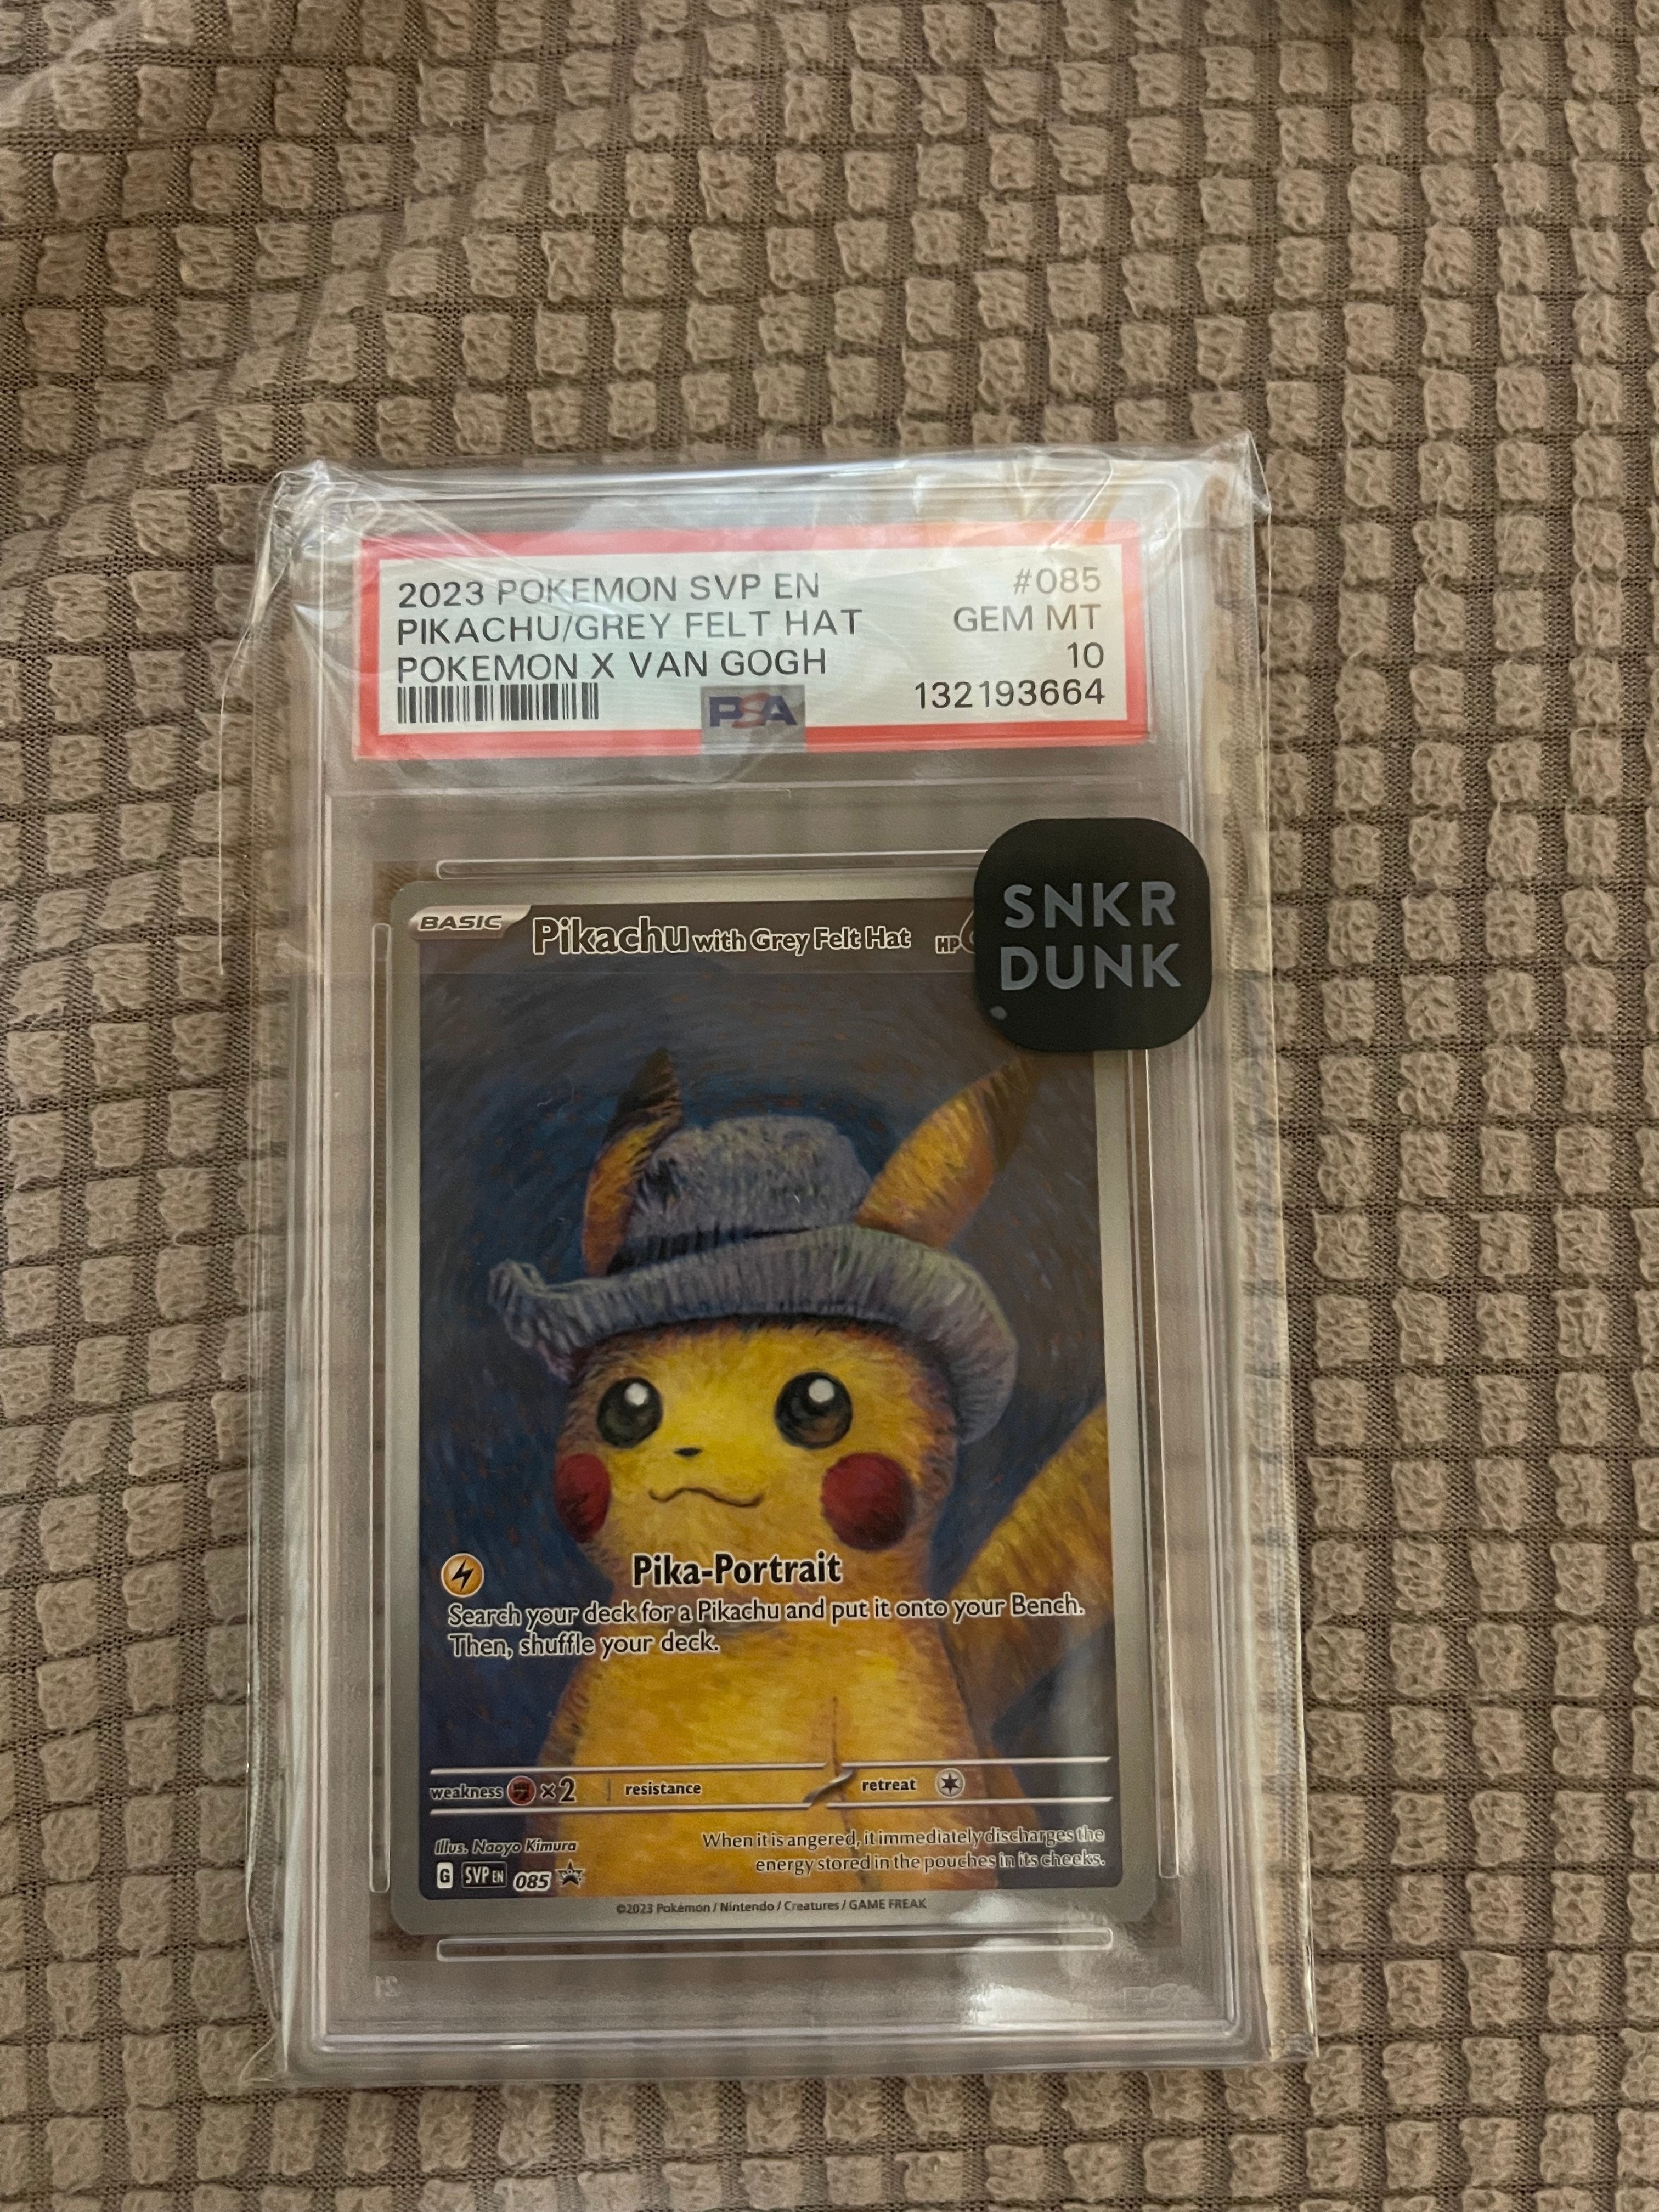 2023 POKEMON SVP EN #085
PIKACHU/GREY FELT HAT GEM MT
POKEMON X VAN GOGH 10
PSA 132193664
SNKR
DUNK
BASIC Pikachu with Grey Felt Hat HP
Pika-Portrait
Search your deck for a Pikachu and put it onto your Bench.
Then, shuffle your deck.
weakness ×2 resistance retreat
Illus. Naoyo Kimura
When it is angered, it immediately discharges the
energy stored in the pouches in its cheeks.
G SVP EN 085
©2023 Pokémon / Nintendo / Creatures / GAME FREAK